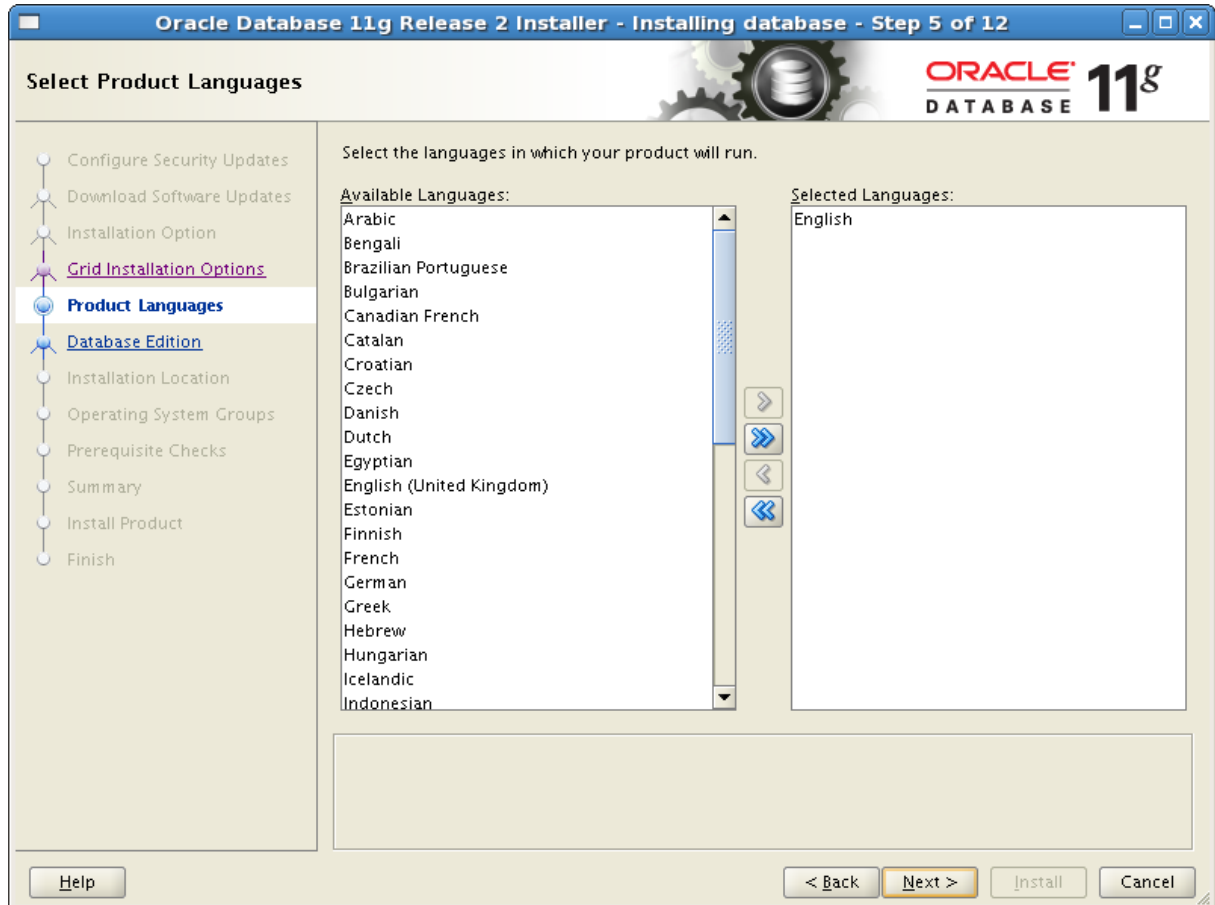 Oracle Database 11g Release 2 Installer - Installing database - Step 5 of 12
Select Product Languages
ORACLE
DATABASE
11g
Configure Security Updates
Download Software Updates
Installation Option
Grid Installation Options
Product Languages
Database Edition
Installation Location
Operating System Groups
Prerequisite Checks
Summary
Install Product
Finish
Select the languages in which your product will run.
Available Languages:
Arabic
Bengali
Brazilian Portuguese
Bulgarian
Canadian French
Catalan
Croatian
Czech
Danish
Dutch
Egyptian
English (United Kingdom)
Estonian
Finnish
French
German
Greek
Hebrew
Hungarian
Icelandic
Indonesian
Selected Languages:
English
Help
< Back
Next >
Install
Cancel